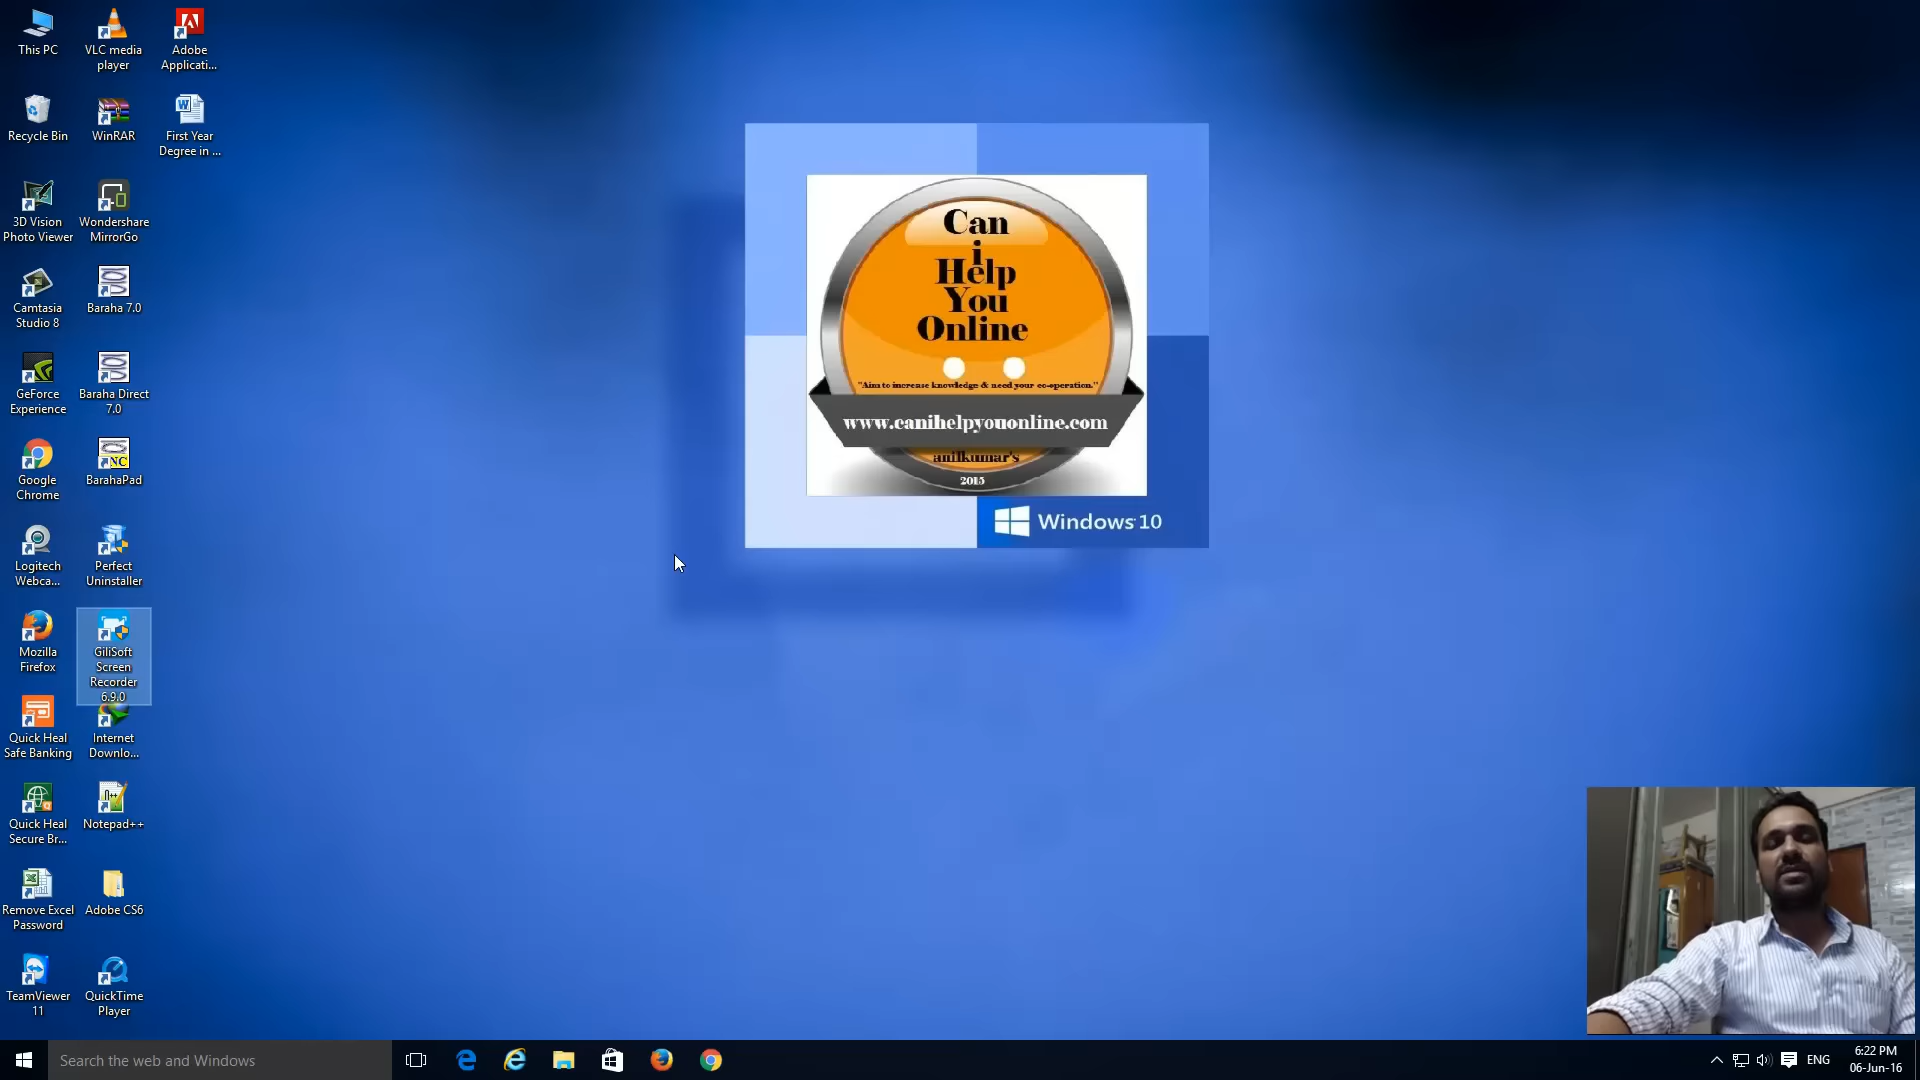 This PC
VLC media
player
Adobe
Applicati...
Recycle Bin
WinRAR
First Year
Degree in ...
3D Vision
Photo Viewer
Wondershare
MirrorGo
Camtasia
Studio 8
Baraha 7.0
GeForce
Experience
Baraha Direct
7.0
Google
Chrome
NC
BarahaPad
Logitech
Webca...
Perfect
Uninstaller
Mozilla
Firefox
GiliSoft
Screen
Recorder
6.9.0
Quick Heal
Safe Banking
Internet
Downlo...
Quick Heal
Secure Br...
Notepad++
Remove Excel
Password
Adobe CS6
TeamViewer
11
QuickTime
Player
Can
i
Help
You
Online
"Aim to increase knowledge & need your co-operation."
www.canihelpyouonline.com
anilkumar's
2015
Windows 10
Search the web and Windows
ENG
6:22 PM
06-Jun-16